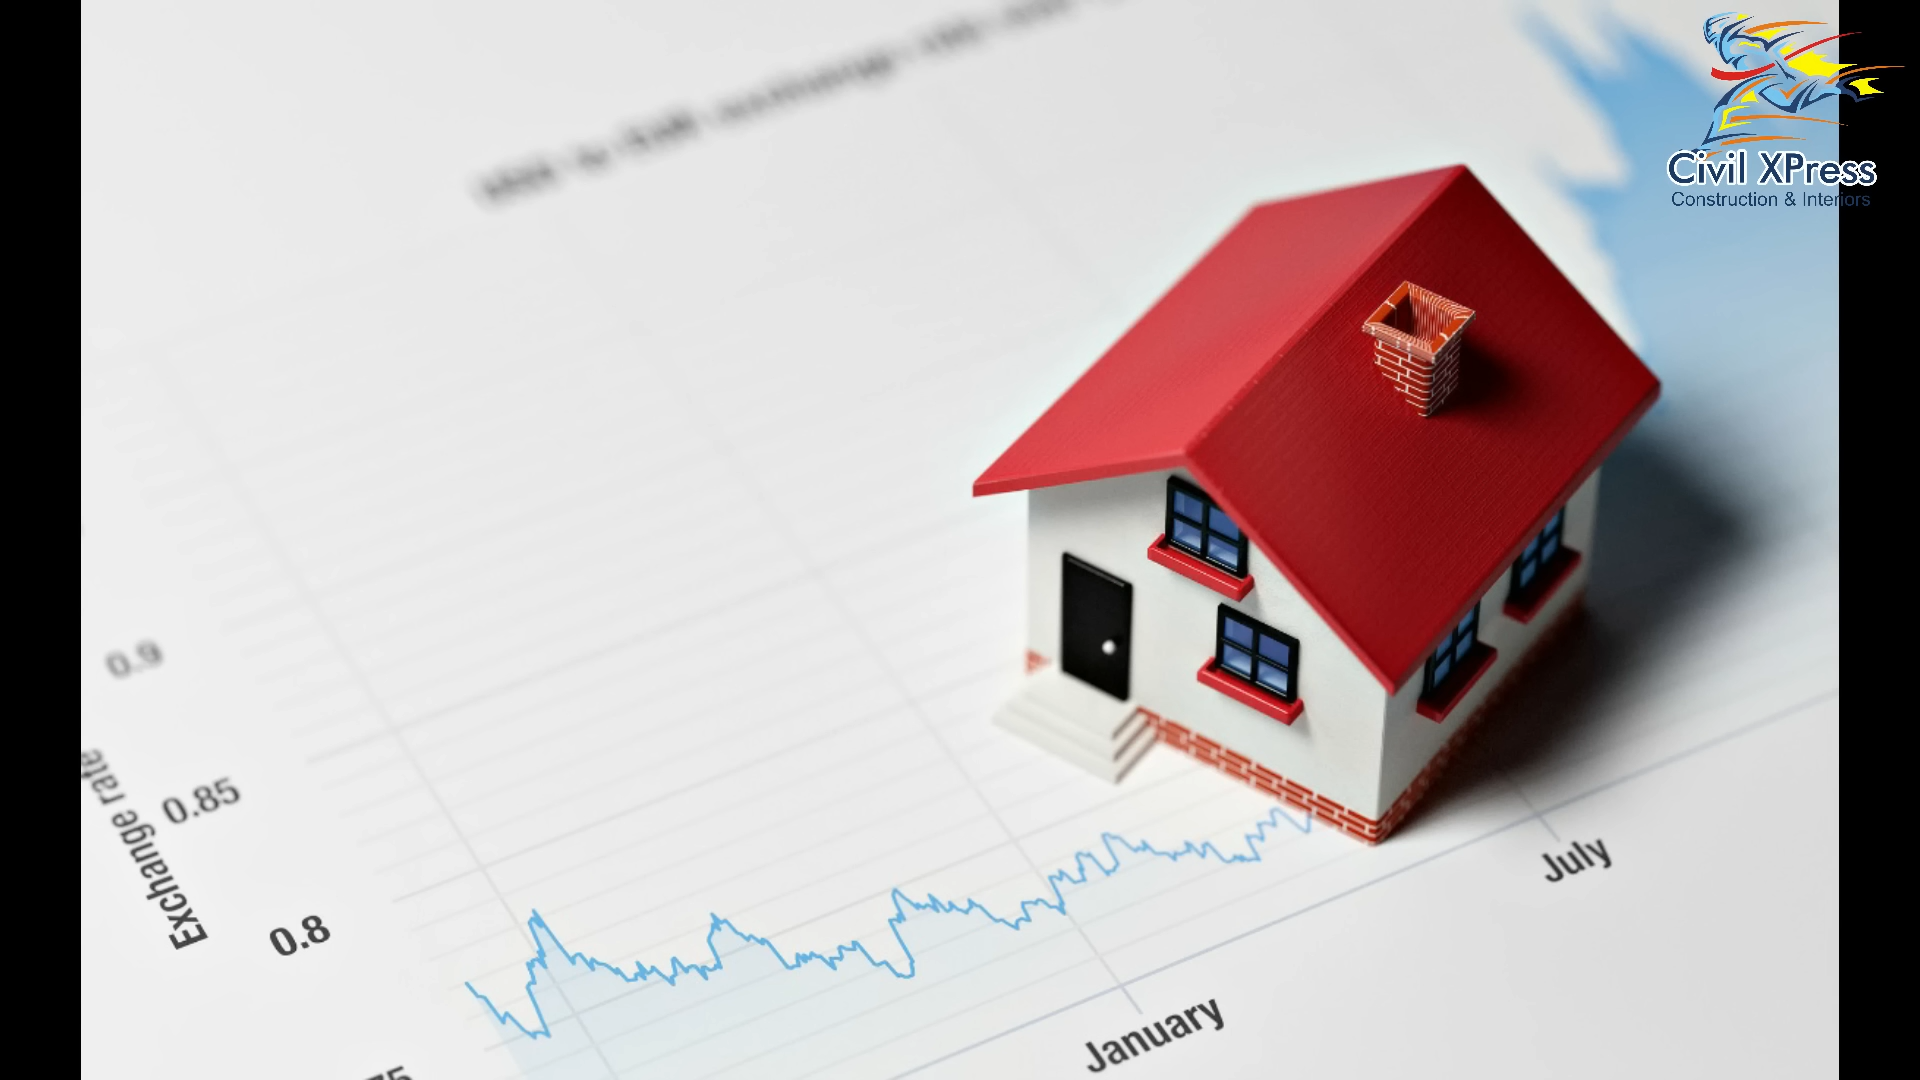 Civil XPress
Construction & Interiors
0.9
0.85
0.8
Exchange rate
January
July